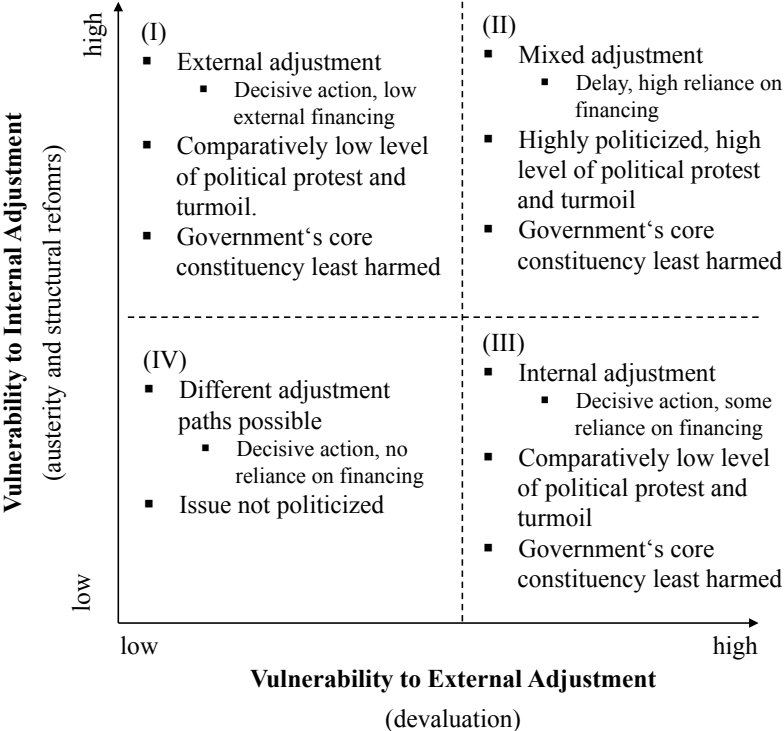 high
Vulnerability to Internal Adjustment
(austerity and structural refomrs)
low
(I)
▪ External adjustment
▪ Decisive action, low
external financing
▪ Comparatively low level
of political protest and
turmoil.
▪ Government‘s core
constituency least harmed
(II)
▪ Mixed adjustment
▪ Delay, high reliance on
financing
▪ Highly politicized, high
level of political protest
and turmoil
▪ Government‘s core
constituency least harmed
(IV)
▪ Different adjustment
paths possible
▪ Decisive action, no
reliance on financing
▪ Issue not politicized
(III)
▪ Internal adjustment
▪ Decisive action, some
reliance on financing
▪ Comparatively low level
of political protest and
turmoil
▪ Government‘s core
constituency least harmed
low
high
Vulnerability to External Adjustment
(devaluation)